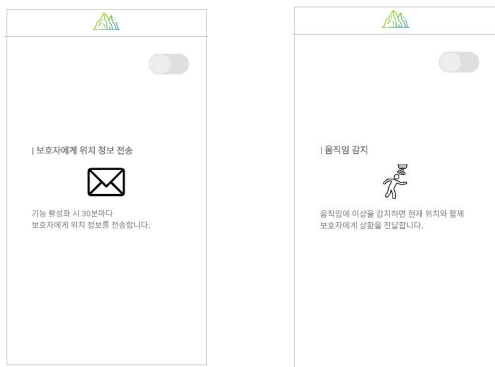 | 보호자에게 위치 정보 전송
기능 활성화 시 30분마다
보호자에게 위치 정보를 전송합니다.
| 움직임 감지
움직임에 이상을 감지하면 현재 위치와 함께
보호자에게 상황을 전달합니다.